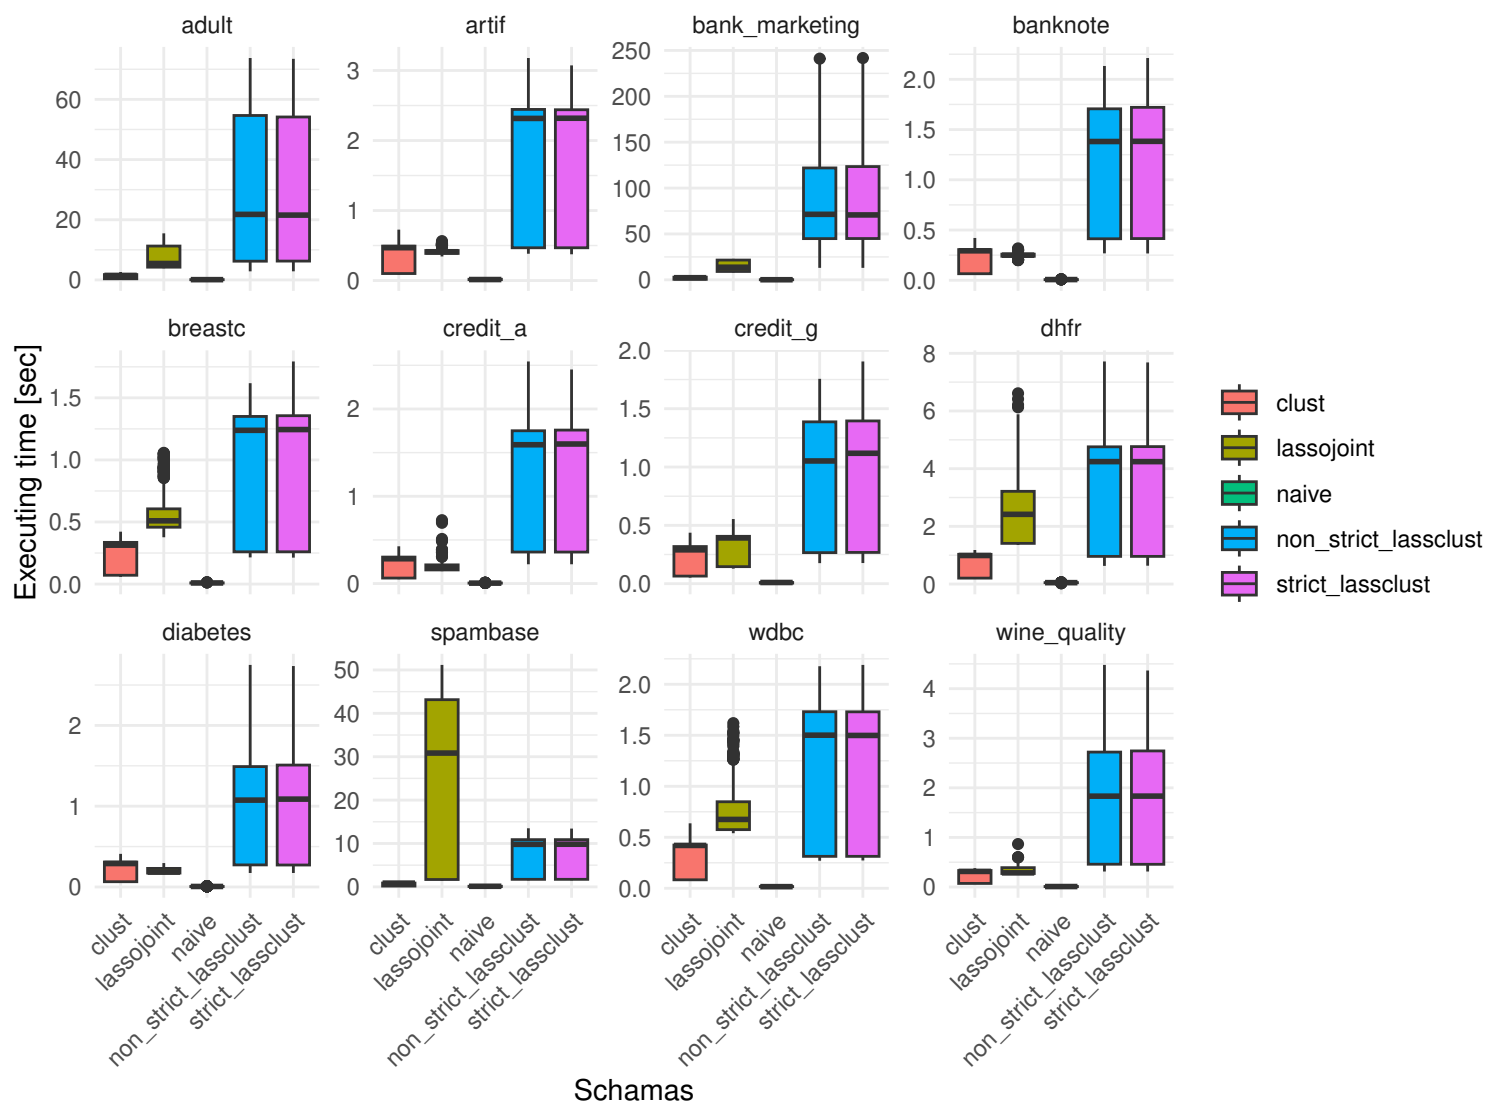 adult artif bank_marketing banknote
60
40
20
0
3
2
1
0
250
200
150
100
50
0
2.0
1.5
1.0
0.5
0.0
breastc credit_a credit_g dhfr
1.5
1.0
0.5
0.0
2
1
0
2.0
1.5
1.0
0.5
0.0
8
6
4
2
0
diabetes spambase wdbc wine_quality
2
1
0
50
40
30
20
10
0
2.0
1.5
1.0
0.5
0.0
4
3
2
1
0
clust
lassojoint
naive
non_strict_lassclust
strict_lassclust
clust
lassojoint
naive
non_strict_lassclust
strict_lassclust
clust
lassojoint
naive
non_strict_lassclust
strict_lassclust
clust
lassojoint
naive
non_strict_lassclust
strict_lassclust
Executing time [sec]
Schamas
clust
lassojoint
naive
non_strict_lassclust
strict_lassclust